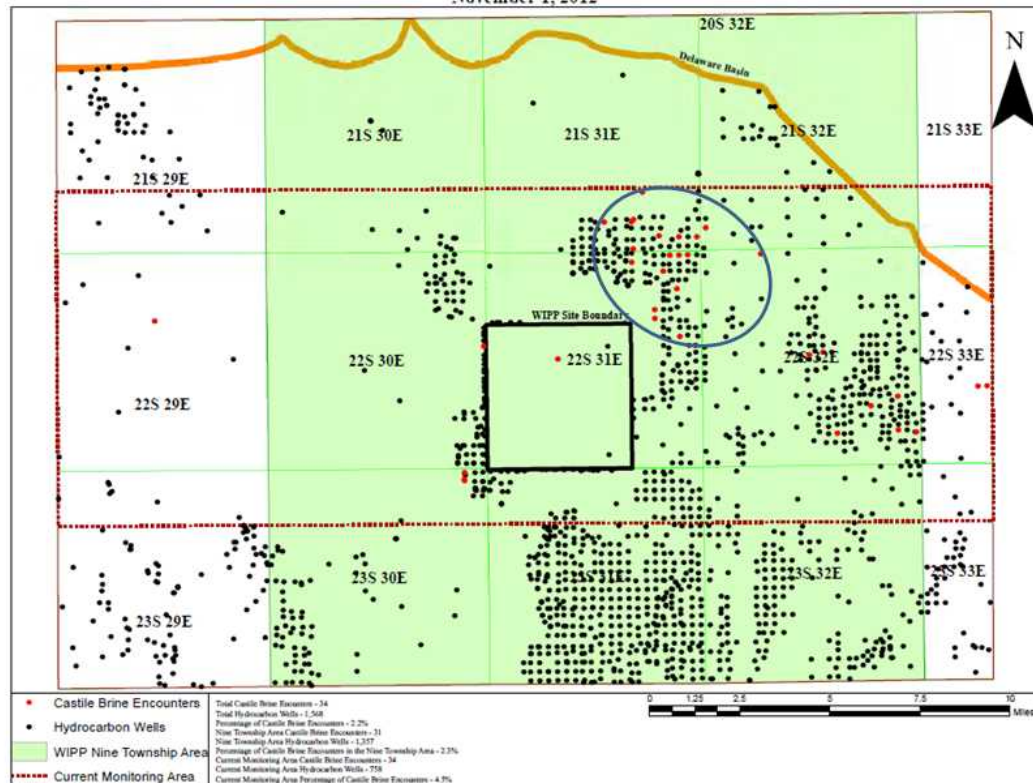 November 1, 2012
20S 32E
N
Delaware Basin
21S 30E
21S 31E
21S 32E
21S 33E
21S 29E
WIPP Site Boundar
22S 30E
22S 31E
22S 32E
22S 33E
22S 29E
23S 30E
23S 31E
23S 32E
23S 33E
23S 29E
Castile Brine Encounters
Hydrocarbon Wells
WIPP Nine Township Area
Current Monitoring Area
Total Castile Brine Encounters - 34
Total Hydrocarbon Wells - 1,568
Percentage of Castile Brine Encounters - 2.2%
Nine Township Area Castile Brine Encounters - 31
Nine Township Area Hydrocarbon Wells - 1,357
Percentage of Castile Brine Encounters in the Nine Township Area - 2.3%
Current Monitoring Area Castile Brine Encounters - 34
Current Monitoring Area Hydrocarbon Wells - 758
Current Monitoring Area Percentage of Castile Brine Encounters - 4.5%
0 1.25 2.5 5 7.5 10
Miles